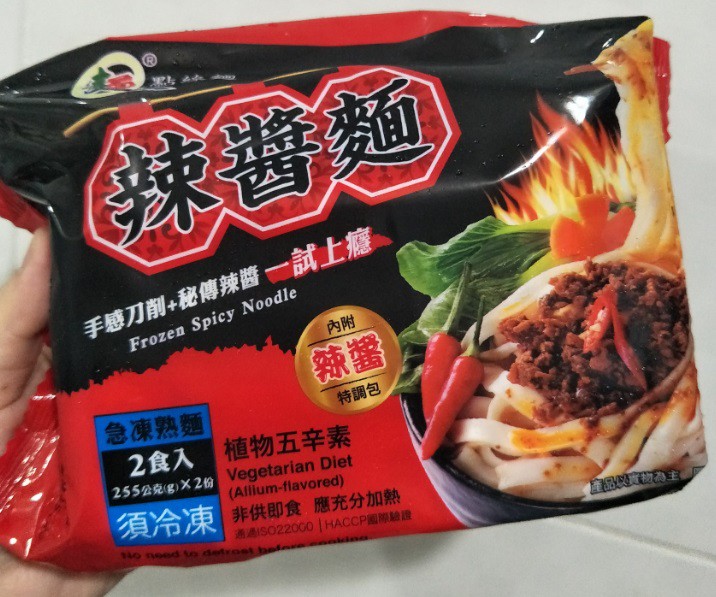 ®
辣醬麵
手感刀削+秘傳辣醬 一試上癮
Frozen Spicy Noodle
內附
辣醬
特調包
急凍熟麵
2食入
255公克(g)×2份
須冷凍
植物五辛素
Vegetarian Diet
(Allium-flavored)
非供即食 應充分加熱
通過ISO22000 | HACCP國際驗證
No need to defrost before cooking
產品以實物為主